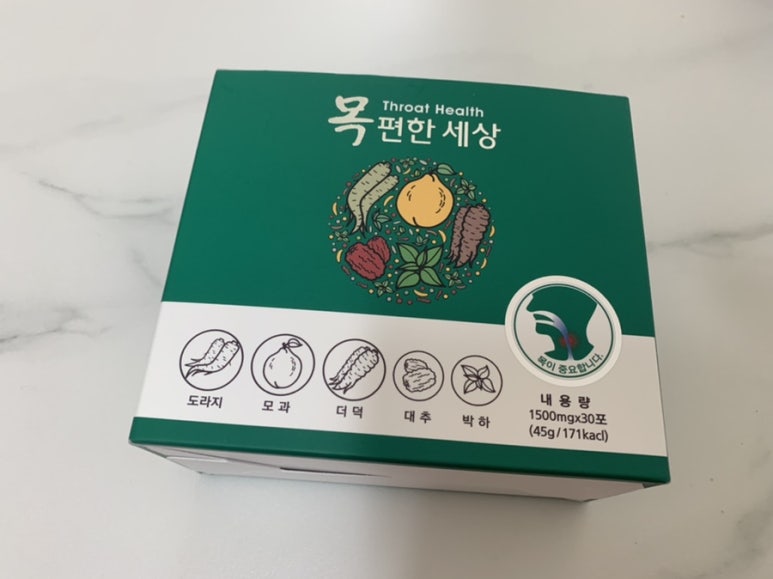 Throat Health
목편한 세상
도라지
모과
더덕
대추
박하
목이 중요합니다.
내용량
1500mgx30포
(45g/171kacl)